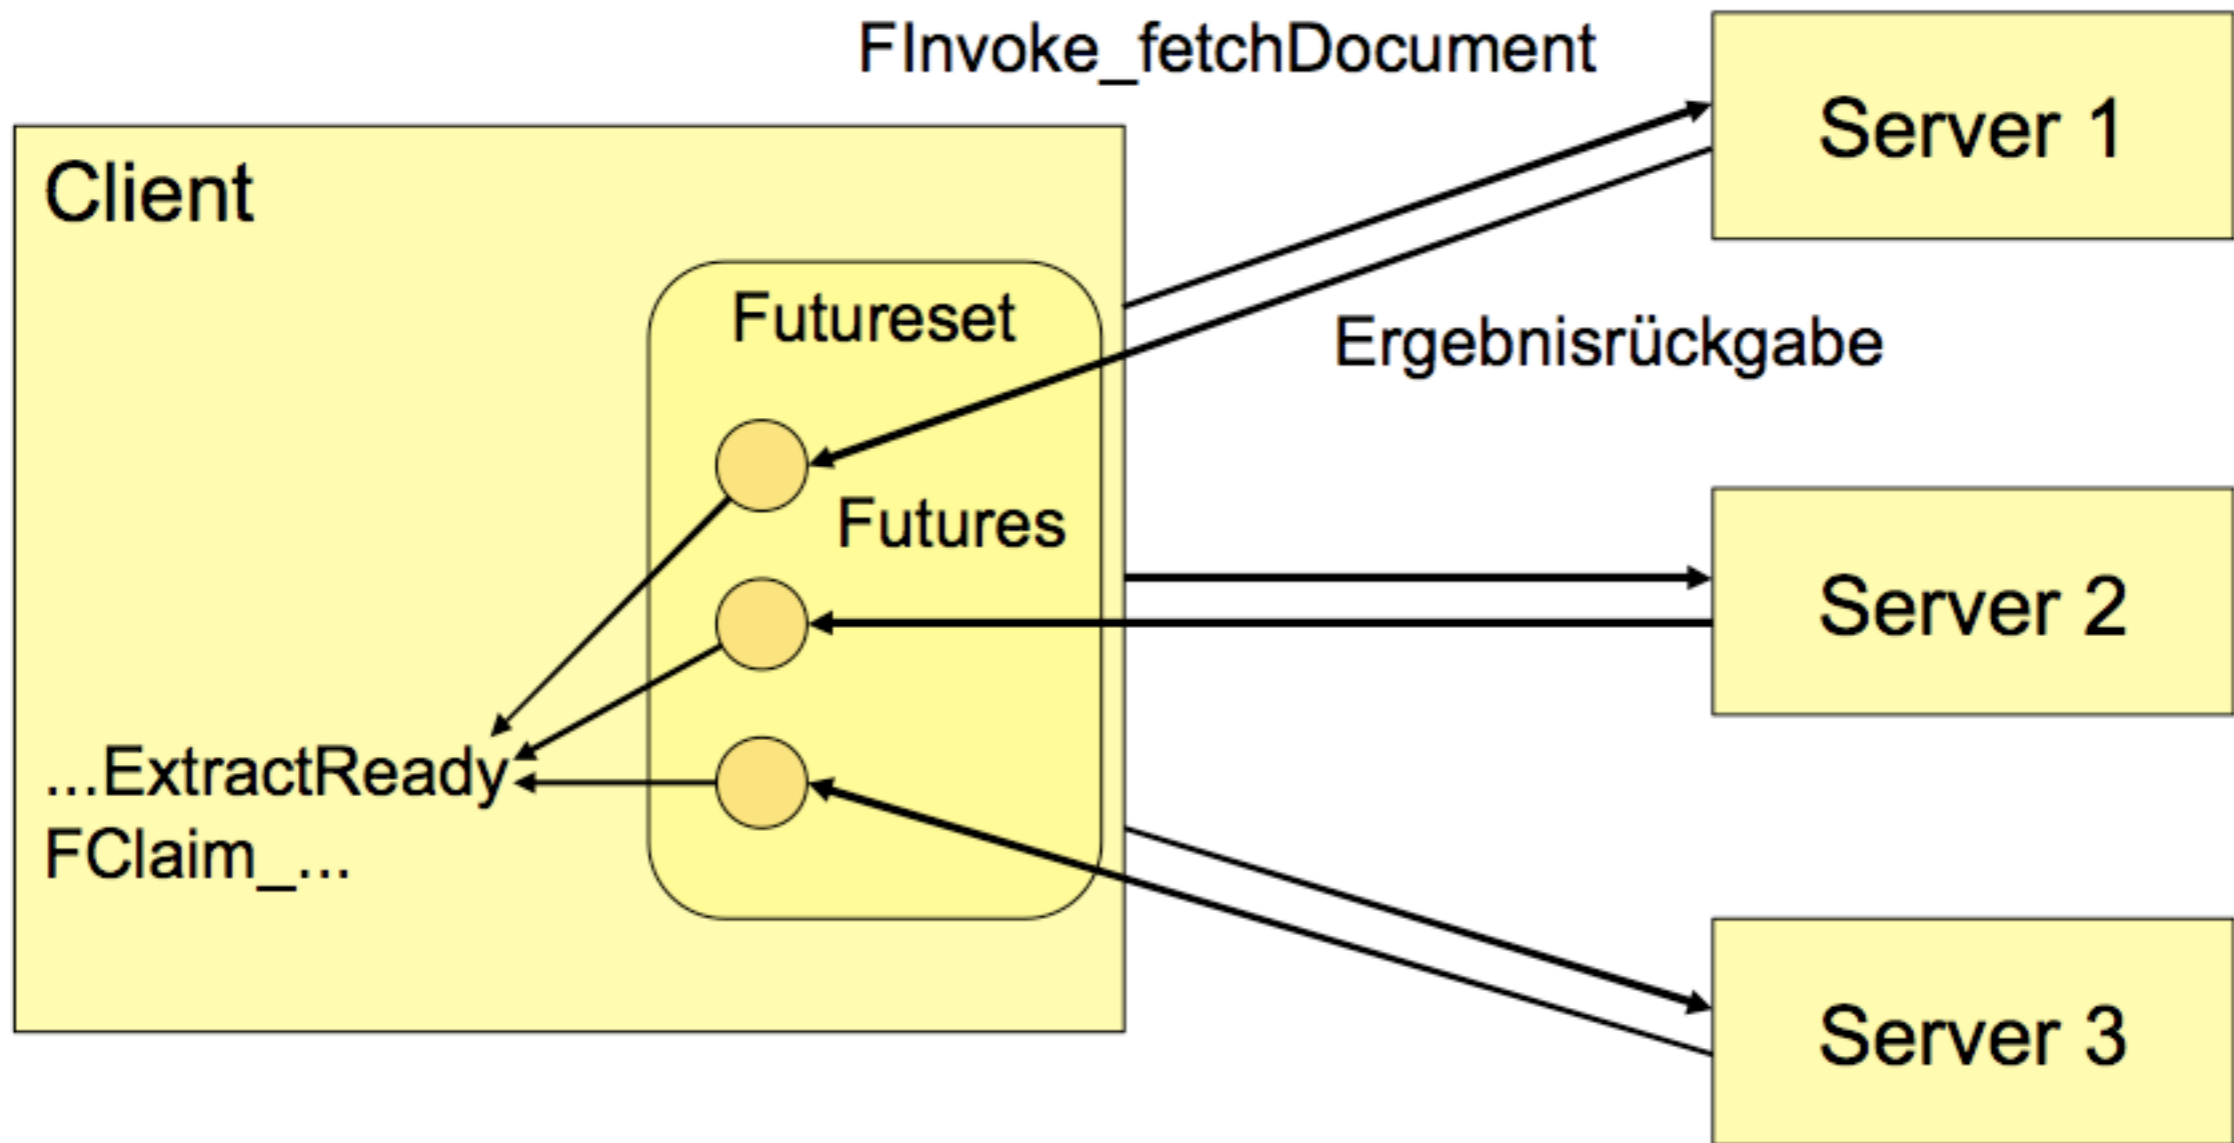 FInvoke_fetchDocument
Server 1
Client
Futureset
Ergebnisrückgabe
Futures
Server 2
...ExtractReady
FClaim_...
Server 3